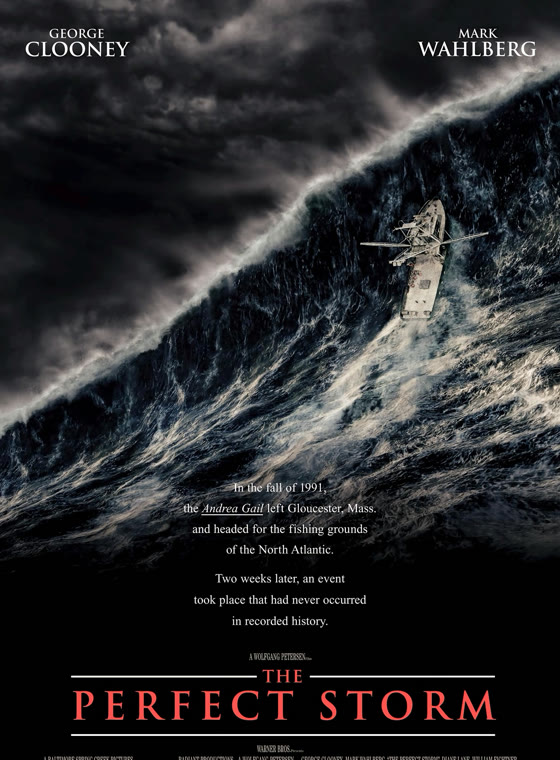 GEORGE
CLOONEY
MARK
WAHLBERG
In the fall of 1991,
the Andrea Gail left Gloucester, Mass.
and headed for the fishing grounds
of the North Atlantic.
Two weeks later, an event
took place that had never occurred
in recorded history.
A WOLFGANG PETERSEN
THE
PERFECT STORM
WARNER BROS.